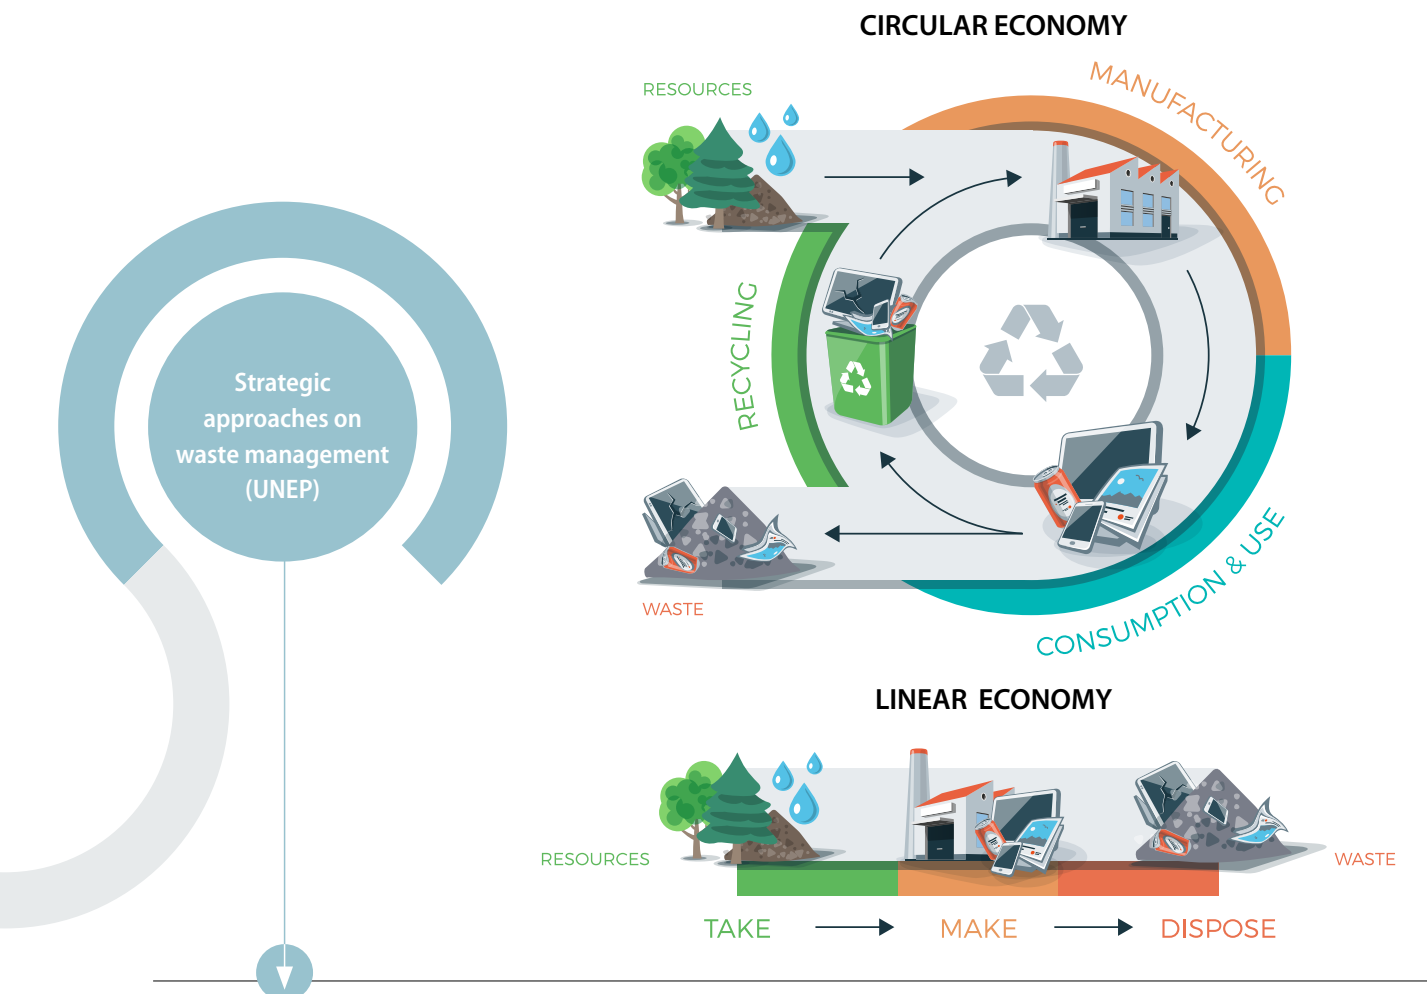 CIRCULAR ECONOMY
RESOURCES
MANUFACTURING
RECYCLING
Strategic
approaches on
waste management
(UNEP)
CONSUMPTION & USE
WASTE
LINEAR ECONOMY
RESOURCES
WASTE
TAKE
MAKE
DISPOSE